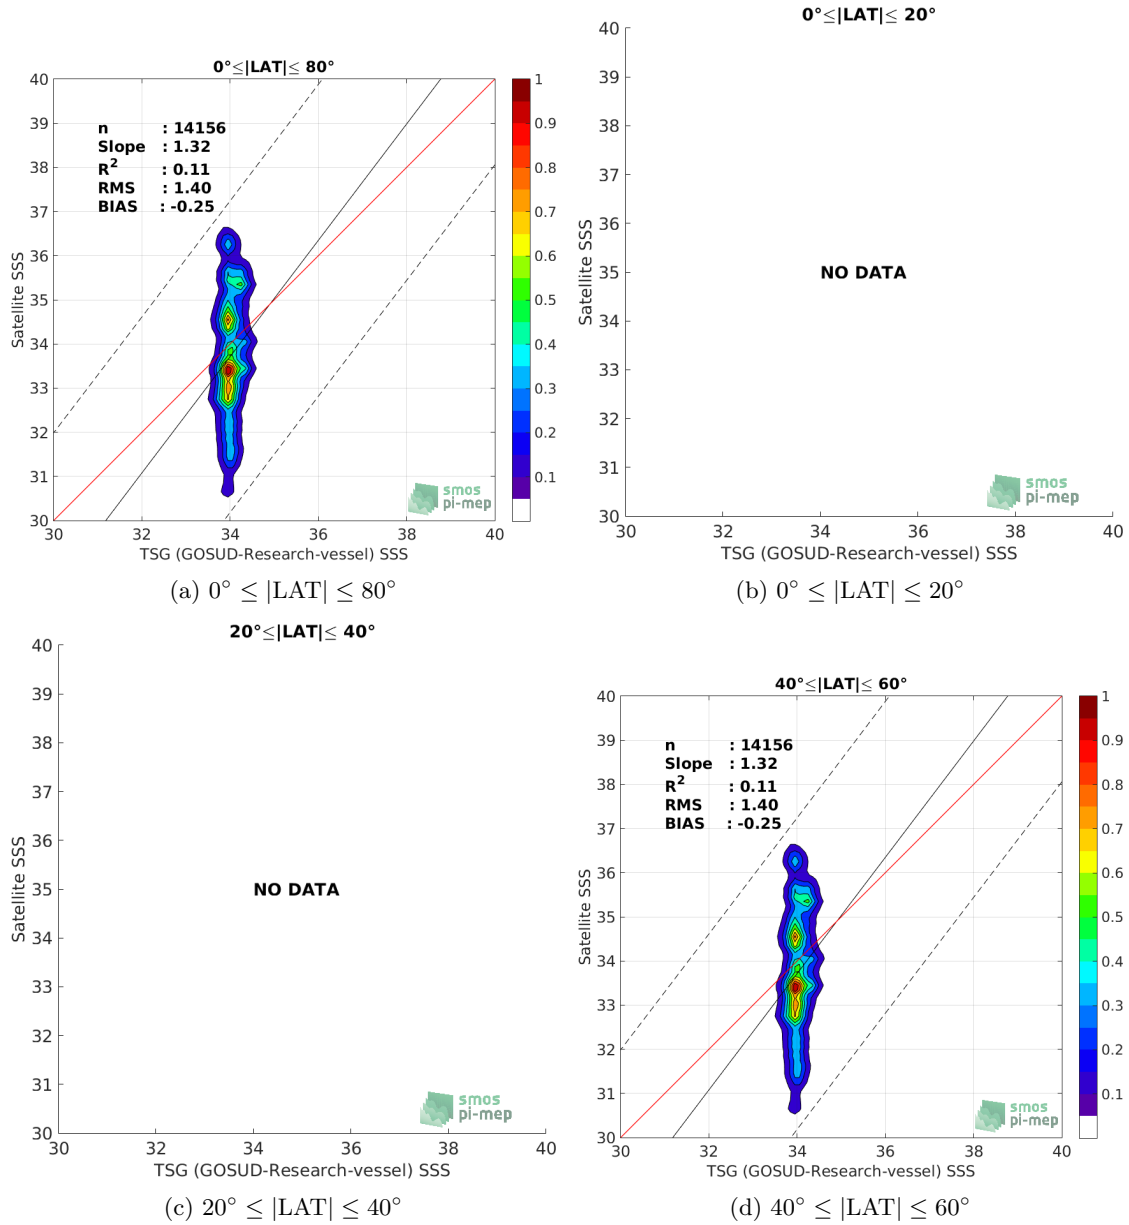 0°≤|LAT|≤ 80°
40
39
38
37
36
35
34
33
32
31
30
n : 14156
Slope : 1.32
R² : 0.11
RMS : 1.40
BIAS : -0.25
Satellite SSS
30 32 34 36 38 40
TSG (GOSUD-Research-vessel) SSS
1
0.9
0.8
0.7
0.6
0.5
0.4
0.3
0.2
0.1
smos
pi-mep
(a) 0° ≤ |LAT| ≤ 80°
0°≤|LAT|≤ 20°
40
39
38
37
36
35
34
33
32
31
30
Satellite SSS
NO DATA
smos
pi-mep
30 32 34 36 38 40
TSG (GOSUD-Research-vessel) SSS
(b) 0° ≤ |LAT| ≤ 20°
20°≤|LAT|≤ 40°
40
39
38
37
36
35
34
33
32
31
30
Satellite SSS
NO DATA
smos
pi-mep
30 32 34 36 38 40
TSG (GOSUD-Research-vessel) SSS
(c) 20° ≤ |LAT| ≤ 40°
40°≤|LAT|≤ 60°
40
39
38
37
36
35
34
33
32
31
30
n : 14156
Slope : 1.32
R² : 0.11
RMS : 1.40
BIAS : -0.25
Satellite SSS
30 32 34 36 38 40
TSG (GOSUD-Research-vessel) SSS
1
0.9
0.8
0.7
0.6
0.5
0.4
0.3
0.2
0.1
smos
pi-mep
(d) 40° ≤ |LAT| ≤ 60°